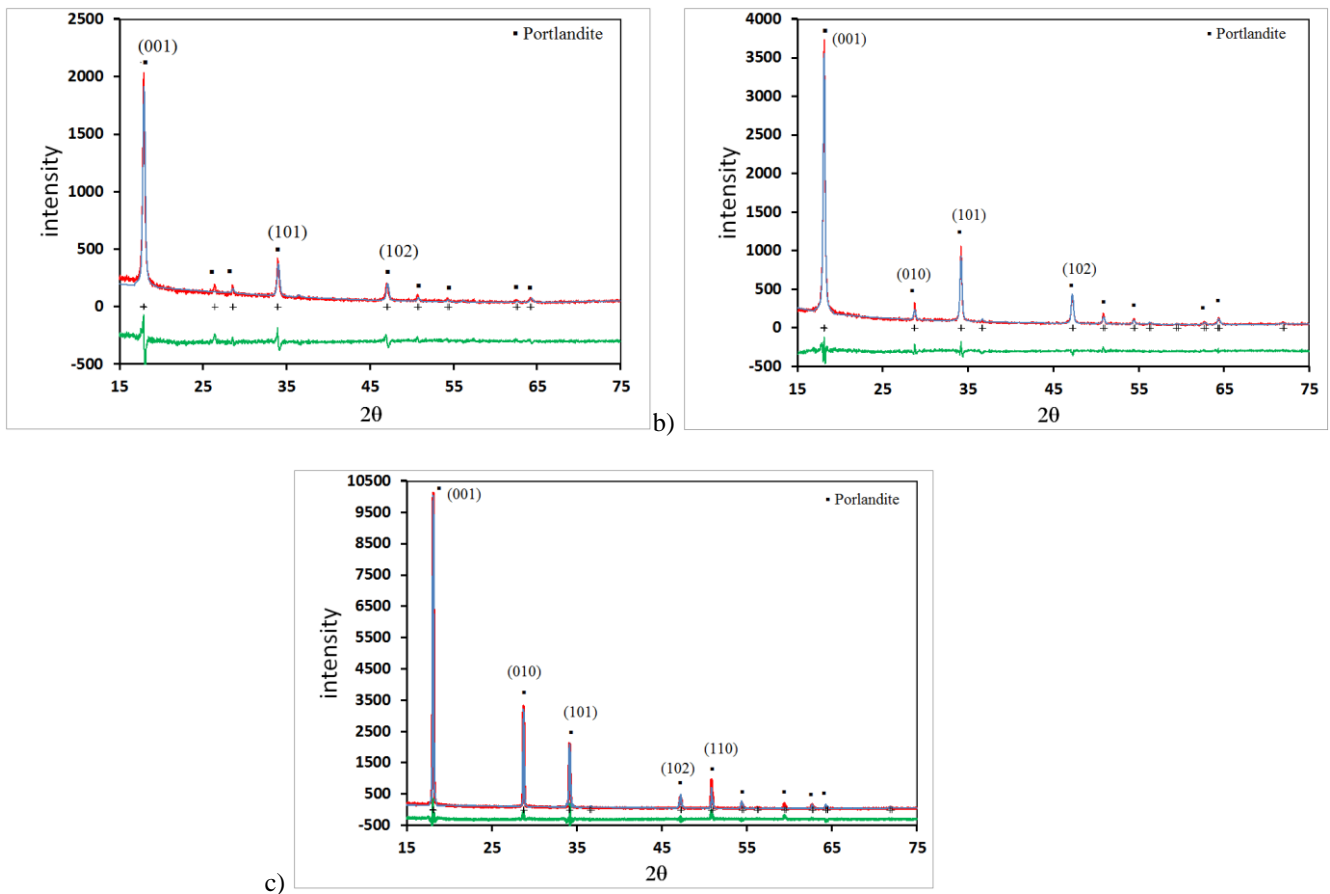 2500
2000
1500
1000
500
0
-500
15 25 35 45 55 65 75
intensity
2θ
(001)
(101)
(102)
▪ Portlandite
b)
4000
3500
3000
2500
2000
1500
1000
500
0
-500
15 25 35 45 55 65 75
intensity
2θ
(001)
(010)
(101)
(102)
▪ Portlandite
c)
10500
9500
8500
7500
6500
5500
4500
3500
2500
1500
500
-500
15 25 35 45 55 65 75
intensity
2θ
(001)
(010)
(101)
(102)
(110)
▪ Porlandite